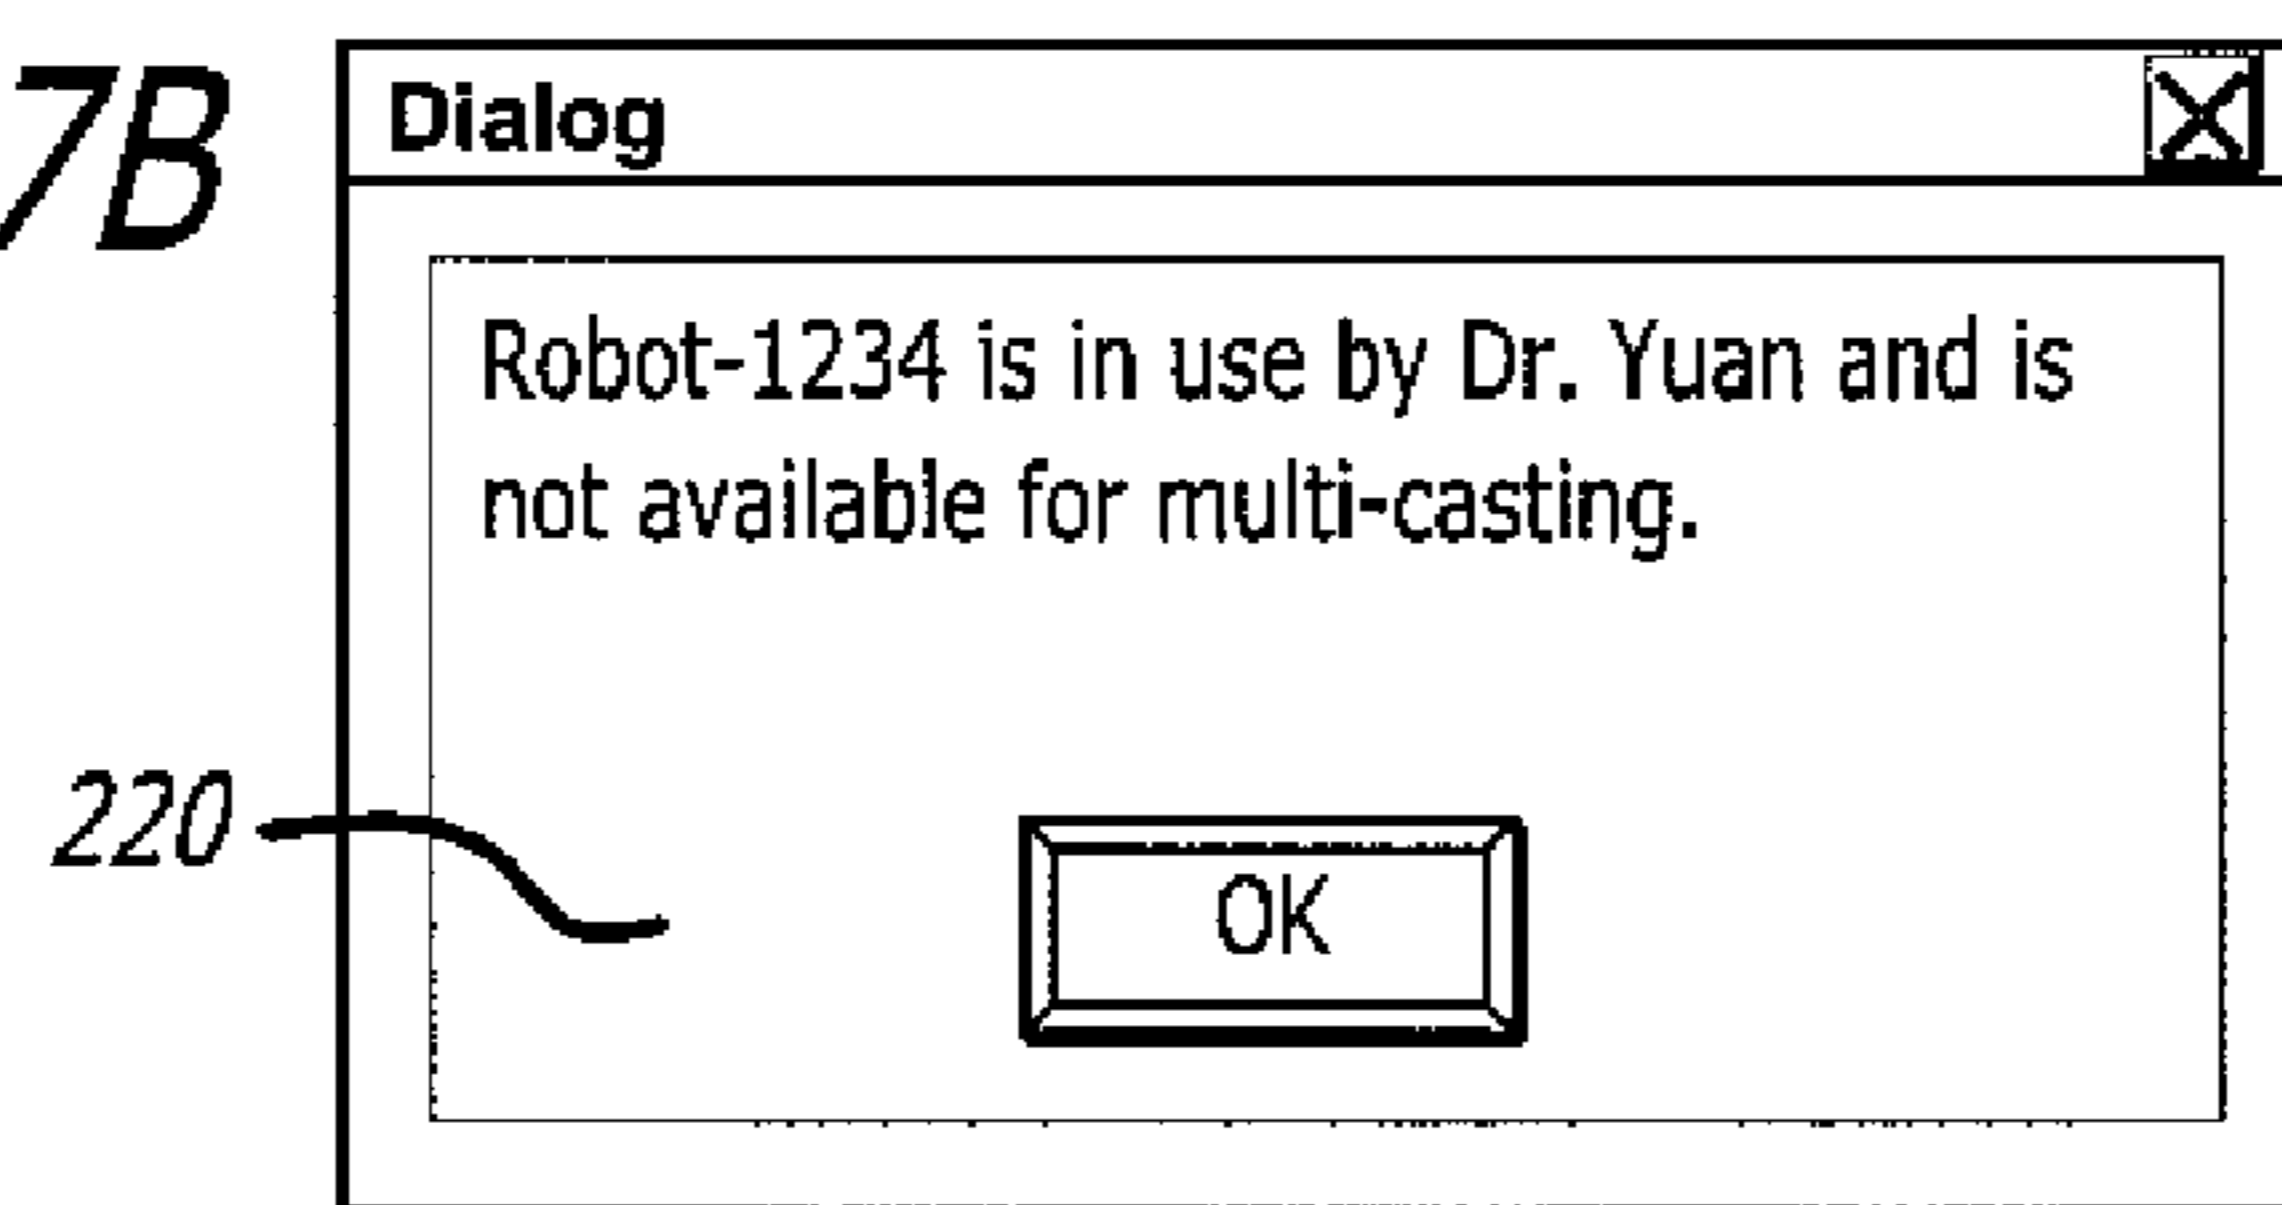 7B
Dialog
Robot-1234 is in use by Dr. Yuan and is
not available for multi-casting.
220
OK